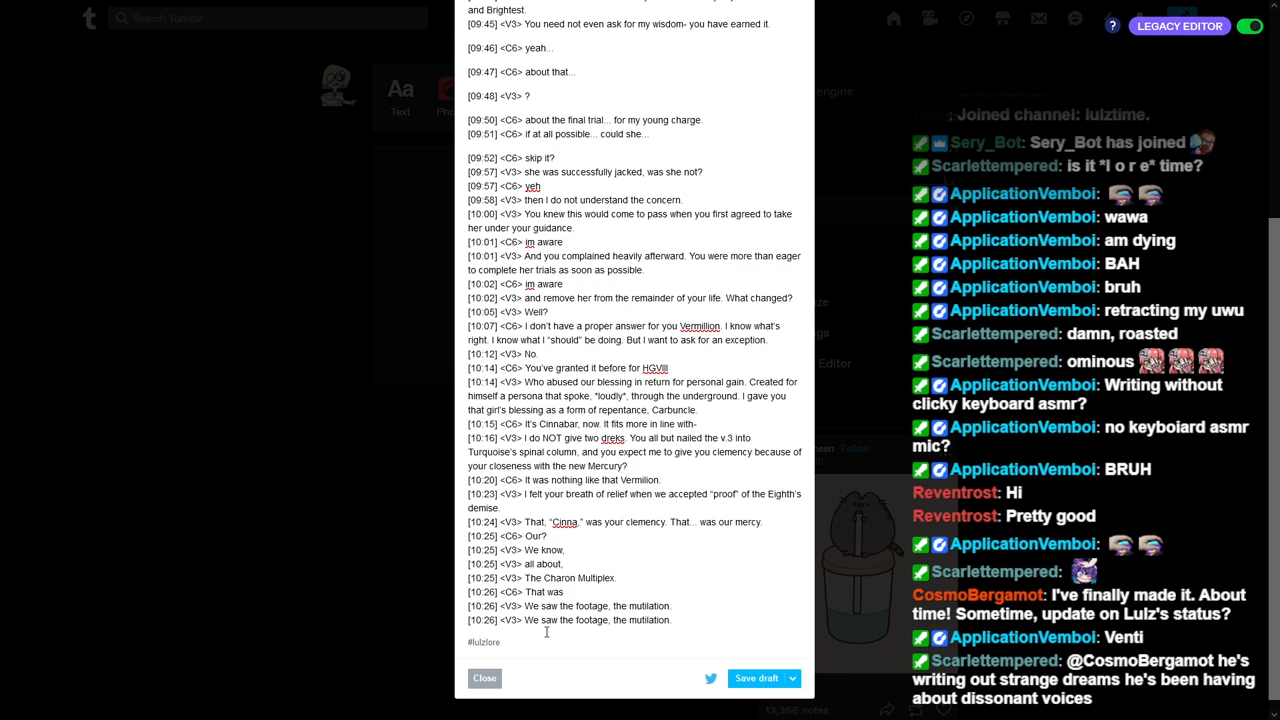 Search Tumblr
LEGACY EDITOR
?
Aa
Text
engine
Editor
Follow
13,366 notes
and Brightest.
[09:45] <V3> You need not even ask for my wisdom- you have earned it.
[09:46] <C6> yeah...
[09:47] <C6> about that...
[09:48] <V3> ?
[09:50] <C6> about the final trial... for my young charge.
[09:51] <C6> if at all possible... could she...
[09:52] <C6> skip it?
[09:57] <V3> she was successfully jacked, was she not?
[09:57] <C6> yeh
[09:58] <V3> then I do not understand the concern.
[10:00] <V3> You knew this would come to pass when you first agreed to take
her under your guidance.
[10:01] <C6> im aware
[10:01] <V3> And you complained heavily afterward. You were more than eager
to complete her trials as soon as possible.
[10:02] <C6> im aware
[10:02] <V3> and remove her from the remainder of your life. What changed?
[10:05] <V3> Well?
[10:07] <C6> I don't have a proper answer for you Vermillion. I know what's
right. I know what I “should” be doing. But I want to ask for an exception.
[10:12] <V3> No.
[10:14] <C6> You've granted it before for HGVIII
[10:14] <V3> Who abused our blessing in return for personal gain. Created for
himself a persona that spoke, *loudly*, through the underground. I gave you
that girl's blessing as a form of repentance, Carbuncle.
[10:15] <C6> It's Cinnabar, now. It fits more in line with-
[10:16] <V3> I do NOT give two dreks. You all but nailed the v.3 into
Turquoise's spinal column, and you expect me to give you clemency because of
your closeness with the new Mercury?
[10:20] <C6> It was nothing like that Vermilion.
[10:23] <V3> I felt your breath of relief when we accepted “proof” of the Eighth's
demise.
[10:24] <V3> That, “Cinna,” was your clemency. That... was our mercy.
[10:25] <C6> Our?
[10:25] <V3> We know,
[10:25] <V3> all about,
[10:25] <V3> The Charon Multiplex.
[10:26] <C6> That was
[10:26] <V3> We saw the footage, the mutilation.
[10:26] <V3> We saw the footage, the mutilation.
#lulzlore
Close
Save draft
Joined channel: lulztime.
Sery_Bot: Sery_Bot has joined
Scarlettempered: is it *l o r e* time?
ApplicationVemboi:
ApplicationVemboi: wawa
ApplicationVemboi: am dying
ApplicationVemboi: BAH
ApplicationVemboi: bruh
ApplicationVemboi: retracting my uwu
Scarlettempered: damn, roasted
Scarlettempered: ominous
ApplicationVemboi: Writing without
clicky keyboard asmr?
ApplicationVemboi: no keyboiard asmr
mic?
ApplicationVemboi: BRUH
Reventrost: Hi
Reventrost: Pretty good
ApplicationVemboi:
Scarlettempered:
CosmoBergamot: I've finally made it. About
time! Sometime, update on Lulz's status?
ApplicationVemboi: Venti
Scarlettempered: @CosmoBergamot he's
writing out strange dreams he's been having
about dissonant voices